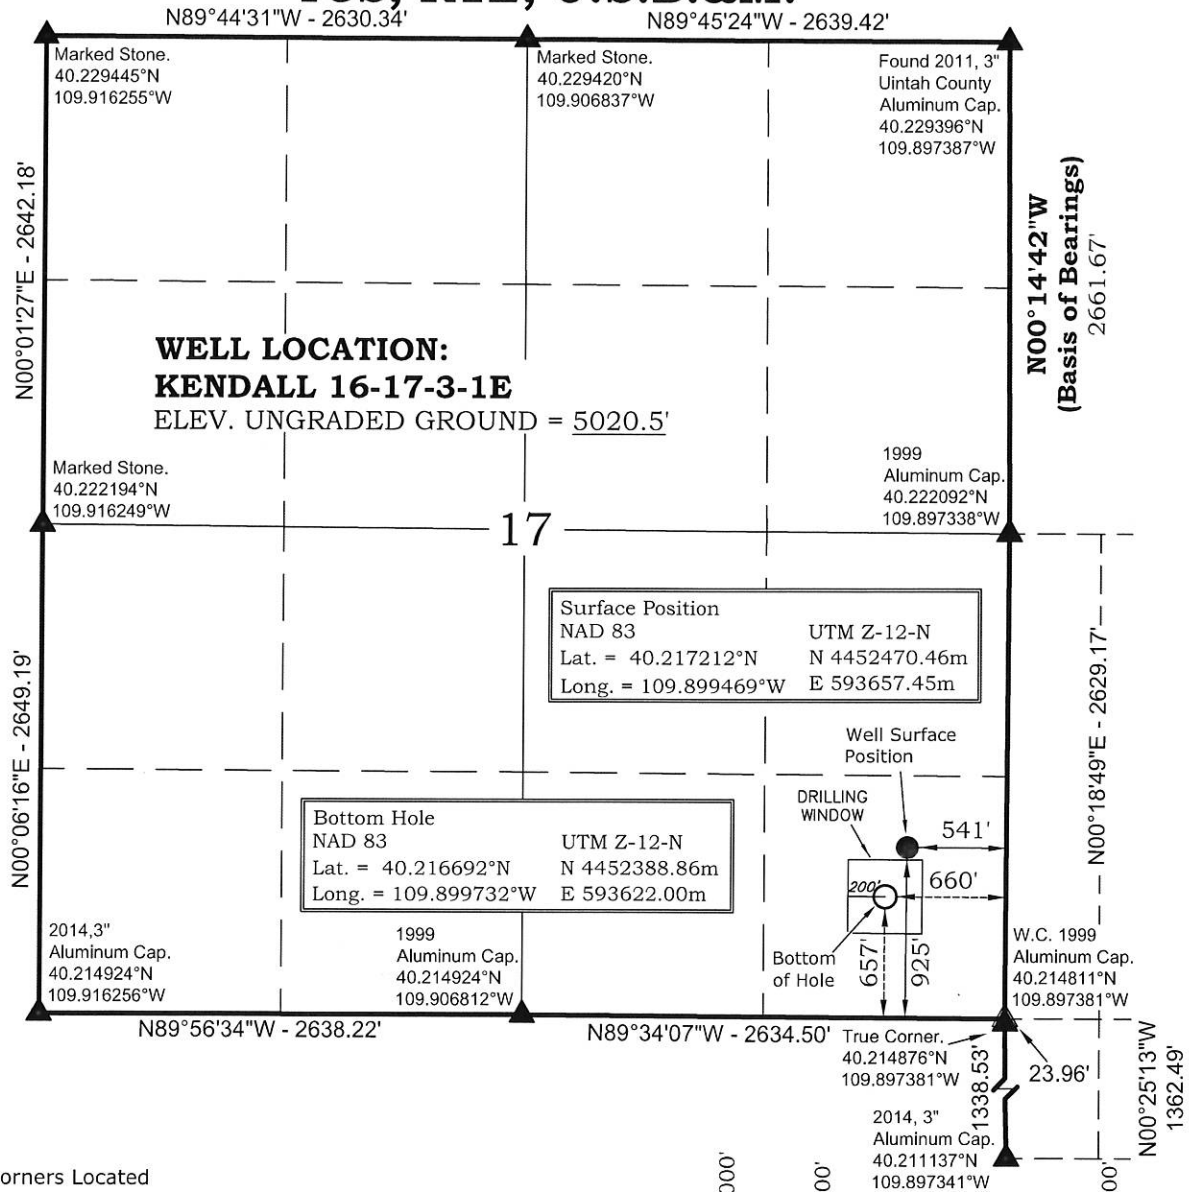 T3S, R1E, U.S.B.&M.
N89°44'31"W - 2630.34'
N89°45'24"W - 2639.42'
Marked Stone.
40.229445°N
109.916255°W
Marked Stone.
40.229420°N
109.906837°W
Found 2011, 3"
Uintah County
Aluminum Cap.
40.229396°N
109.897387°W
N00°01'27"E - 2642.18'
N00°14'42"W
(Basis of Bearings)
2661.67'
WELL LOCATION:
KENDALL 16-17-3-1E
ELEV. UNGRADED GROUND = 5020.5'
Marked Stone.
40.222194°N
109.916249°W
1999
Aluminum Cap.
40.222092°N
109.897338°W
17
Surface Position
NAD 83 UTM Z-12-N
Lat. = 40.217212°N N 4452470.46m
Long. = 109.899469°W E 593657.45m
N00°06'16"E - 2649.19'
N00°18'49"E - 2629.17'
Well Surface
Position
DRILLING
WINDOW
541'
660'
200'
Bottom Hole
NAD 83 UTM Z-12-N
Lat. = 40.216692°N N 4452388.86m
Long. = 109.899732°W E 593622.00m
Bottom
of Hole
657'
925'
2014,3"
Aluminum Cap.
40.214924°N
109.916256°W
1999
Aluminum Cap.
40.214924°N
109.906812°W
W.C. 1999
Aluminum Cap.
40.214811°N
109.897381°W
N89°56'34"W - 2638.22'
N89°34'07"W - 2634.50'
True Corner.
40.214876°N
109.897381°W
1338.53'
23.96'
N00°25'13"W
1362.49'
2014, 3"
Aluminum Cap.
40.211137°N
109.897341°W
orners Located
000'
00'
00'